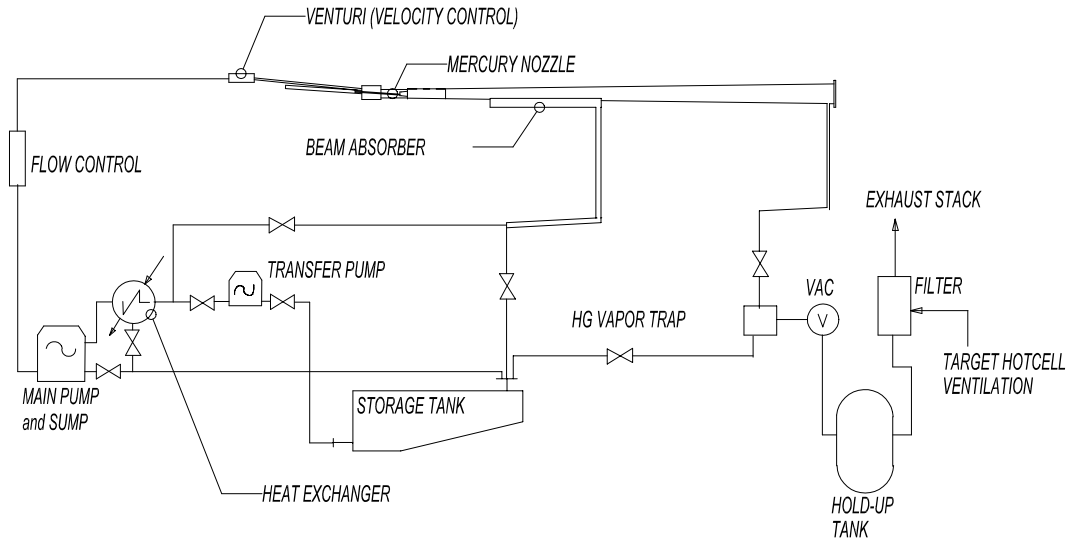 VENTURI (VELOCITY CONTROL)
MERCURY NOZZLE
BEAM ABSORBER
FLOW CONTROL
EXHAUST STACK
TRANSFER PUMP
VAC
FILTER
V
HG VAPOR TRAP
TARGET HOTCELL
VENTILATION
MAIN PUMP
and SUMP
STORAGE TANK
HEAT EXCHANGER
HOLD-UP
TANK